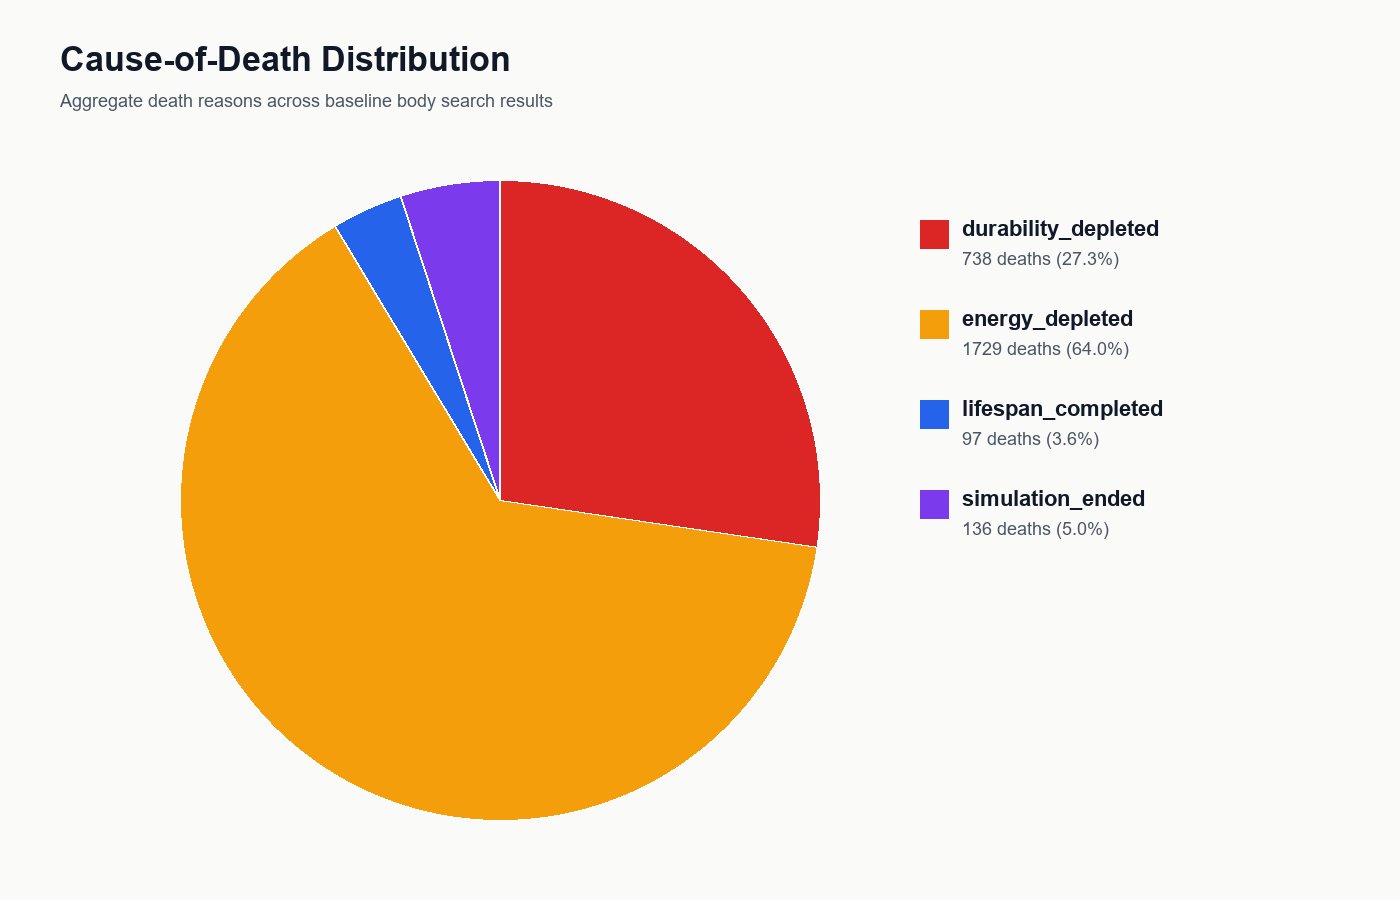 Cause-of-Death Distribution
Aggregate death reasons across baseline body search results
durability_depleted
738 deaths (27.3%)
energy_depleted
1729 deaths (64.0%)
lifespan_completed
97 deaths (3.6%)
simulation_ended
136 deaths (5.0%)